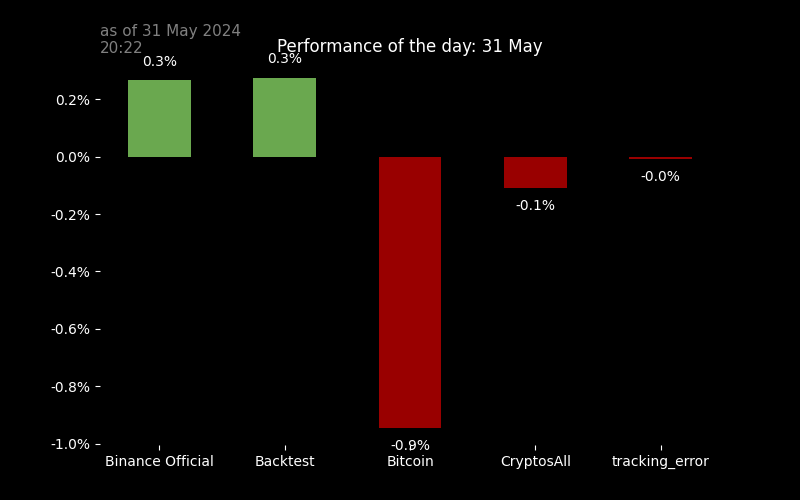 as of 31 May 2024
20:22
Performance of the day: 31 May
0.3%
0.3%
0.2%
0.0%
-0.2%
-0.4%
-0.6%
-0.8%
-1.0%
-0.9%
-0.1%
-0.0%
Binance Official
Backtest
Bitcoin
CryptosAll
tracking_error